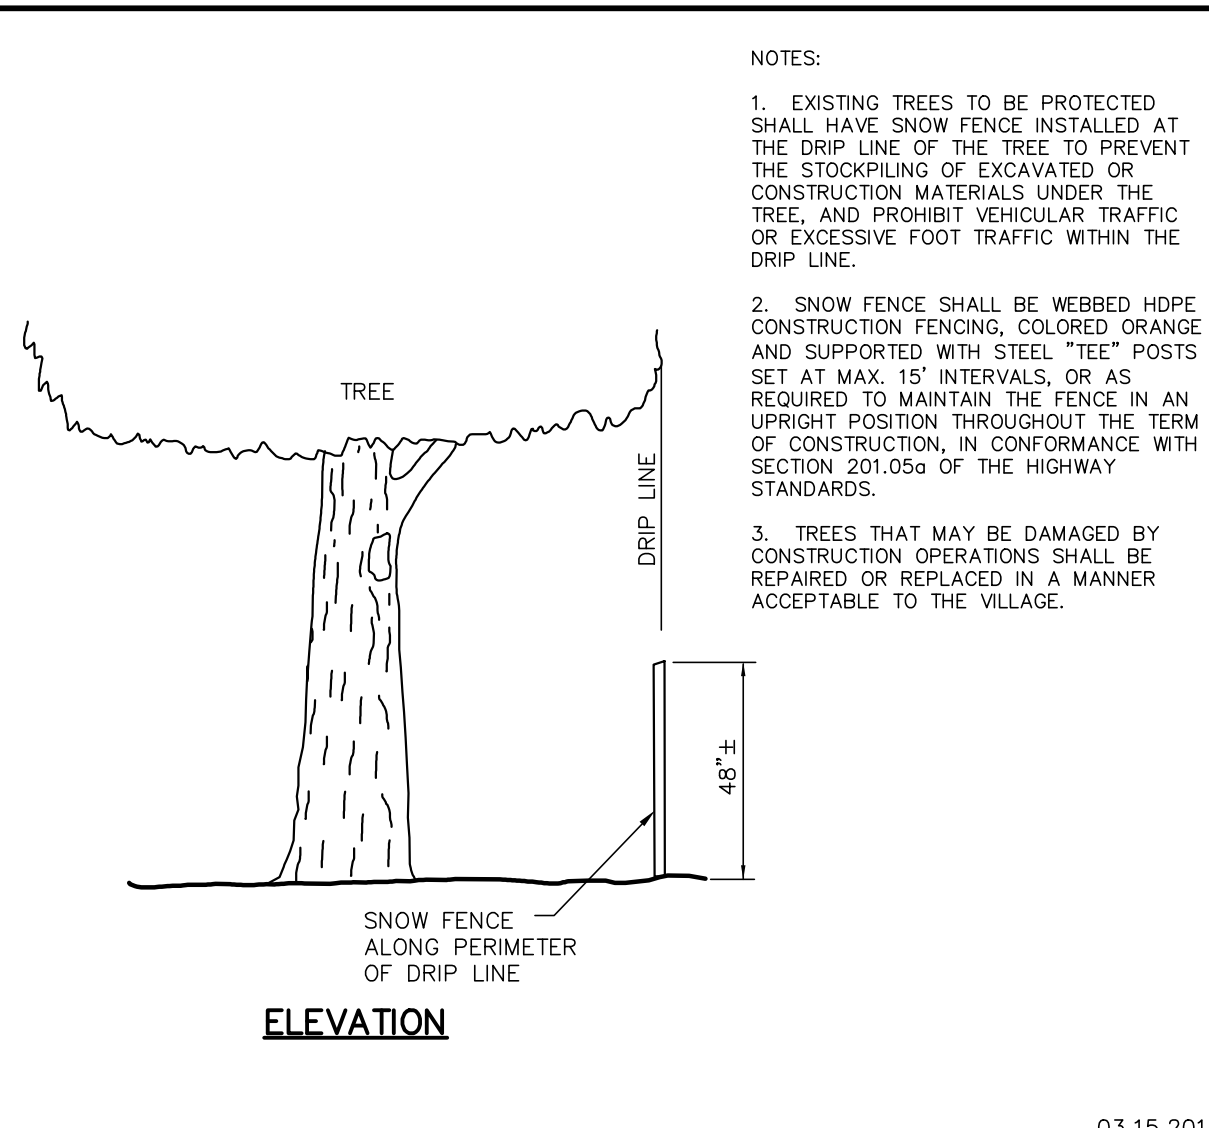 NOTES:
1. EXISTING TREES TO BE PROTECTED
SHALL HAVE SNOW FENCE INSTALLED AT
THE DRIP LINE OF THE TREE TO PREVENT
THE STOCKPILING OF EXCAVATED OR
CONSTRUCTION MATERIALS UNDER THE
TREE, AND PROHIBIT VEHICULAR TRAFFIC
OR EXCESSIVE FOOT TRAFFIC WITHIN THE
DRIP LINE.
2. SNOW FENCE SHALL BE WEBBED HDPE
CONSTRUCTION FENCING, COLORED ORANGE
AND SUPPORTED WITH STEEL "TEE" POSTS
SET AT MAX. 15' INTERVALS, OR AS
REQUIRED TO MAINTAIN THE FENCE IN AN
UPRIGHT POSITION THROUGHOUT THE TERM
OF CONSTRUCTION, IN CONFORMANCE WITH
SECTION 201.05a OF THE HIGHWAY
STANDARDS.
3. TREES THAT MAY BE DAMAGED BY
CONSTRUCTION OPERATIONS SHALL BE
REPAIRED OR REPLACED IN A MANNER
ACCEPTABLE TO THE VILLAGE.
TREE
DRIP LINE
48"±
SNOW FENCE
ALONG PERIMETER
OF DRIP LINE
ELEVATION